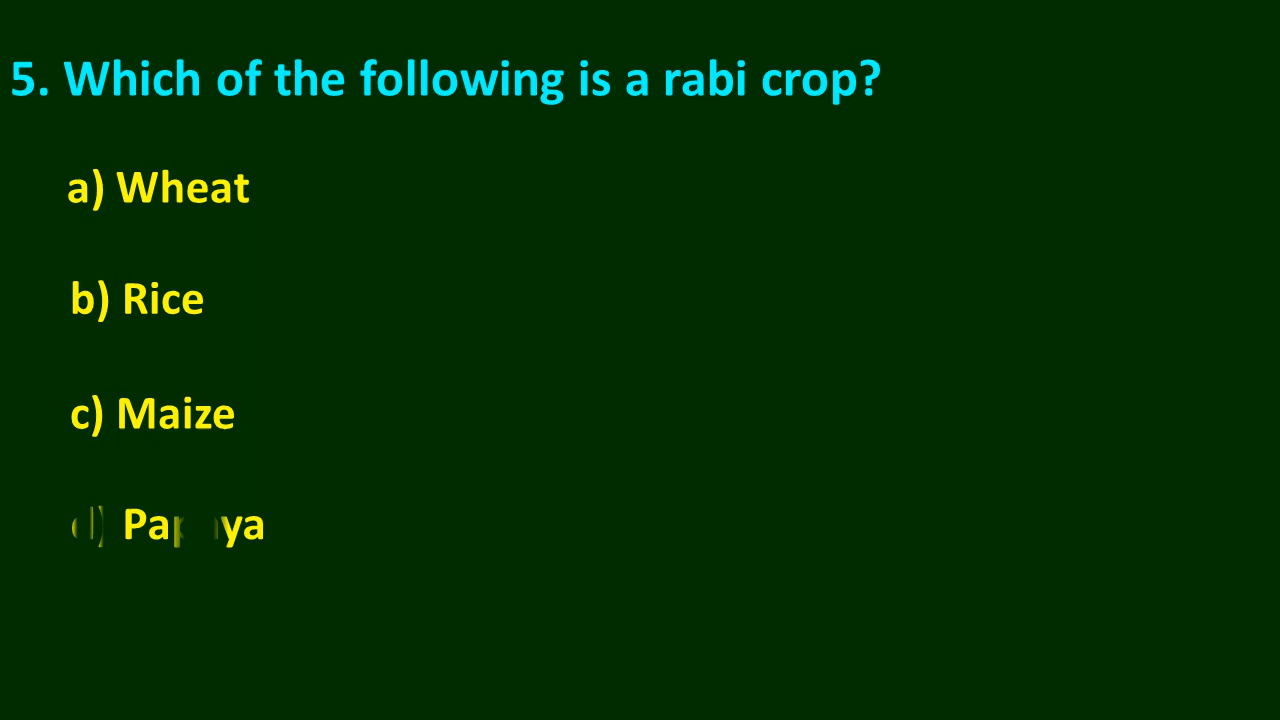 5. Which of the following is a rabi crop?
a) Wheat
b) Rice
c) Maize
d) Papaya